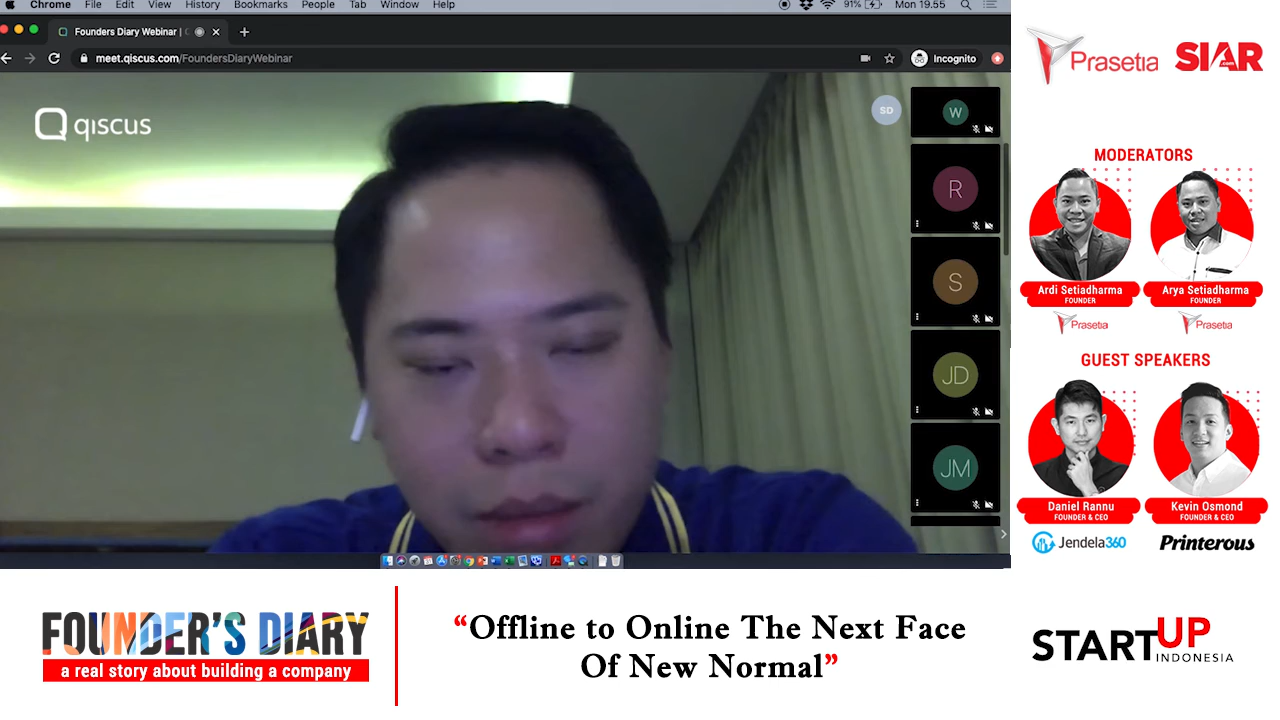 Chrome File Edit View History Bookmarks People Tab Window Help
91% Mon 19.55
Founders Diary Webinar |
meet.qiscus.com/FoundersDiaryWebinar
Incognito
qiscus
SD
W
R
S
JD
JM
Prasetia
SIAR
.com
MODERATORS
Ardi Setiadharma
FOUNDER
Prasetia
Arya Setiadharma
FOUNDER
Prasetia
GUEST SPEAKERS
Daniel Rannu
FOUNDER & CEO
Jendela360
Kevin Osmond
FOUNDER & CEO
Printerous
FOUNDER'S DIARY
a real story about building a company
“Offline to Online The Next Face
Of New Normal”
STARTUP
INDONESIA